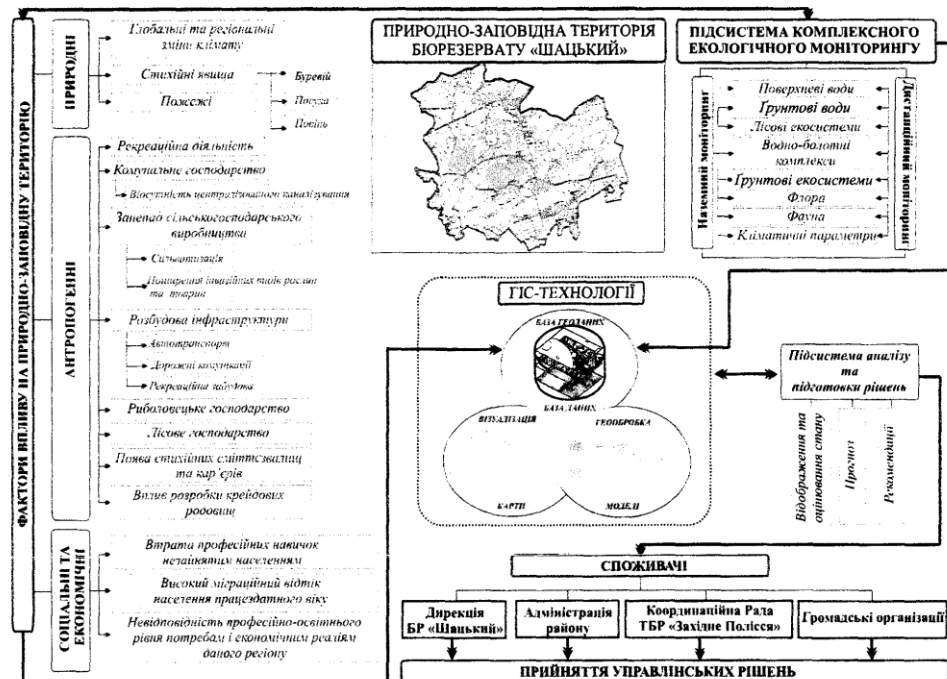 ФАКТОРИ ВПЛИВУ НА ПРИРОДНО-ЗАПОВІДНУ ТЕРИТОРІЮ
ПРИРОДНІ
Глобальні та регіональні
зміни клімату
Стихійні явища
Пожежі
Буревій
Посуха
Повінь
АНТРОПОГЕННІ
Рекреаційна діяльність
Комунальне господарство
Відсутність централізованого каналізування
Занепад сільськогосподарського
виробництва
Сильватизація
Поширення інвазійних видів рослин
та тварин
Розбудова інфраструктури
Автотранспорт
Дорожні комунікації
Рекреаційна забудова
Риболовецьке господарство
Лісове господарство
Поява стихійних сміттєзвалищ
та кар'єрів
Вплив розробки крейдових
родовищ
СОЦІАЛЬНІ ТА
ЕКОНОМІЧНІ
Втрата професійних навичок
незайнятим населенням
Високий міграційний відтік
населення працездатного віку
Невідповідність професійно-освітнього
рівня потребам і економічним реаліям
даного регіону
ПРИРОДНО-ЗАПОВІДНА ТЕРИТОРІЯ
БІОРЕЗЕРВАТУ «ШАЦЬКИЙ»
ПІДСИСТЕМА КОМПЛЕКСНОГО
ЕКОЛОГІЧНОГО МОНІТОРИНГУ
Наземний моніторинг
Поверхневі води
Ґрунтові води
Лісові екосистеми
Водно-болотні
комплекси
Ґрунтові екосистеми
Флора
Фауна
Кліматичні параметри
Дистанційний моніторинг
ГІС-ТЕХНОЛОГІЇ
БАЗА ГЕОДАНИХ
БАЗА ДАНИХ
ВІЗУАЛІЗАЦІЯ
ГЕООБРОБКА
КАРТИ
МОДЕЛІ
Підсистема аналізу
та
підготовки рішень
Відображення та
оцінювання стану
Прогноз
Рекомендації
СПОЖИВАЧІ
Дирекція
БР «Шацький»
Адміністрація
району
Координаційна Рада
ТБР «Західне Полісся»
Громадські організації
ПРИЙНЯТТЯ УПРАВЛІНСЬКИХ РІШЕНЬ